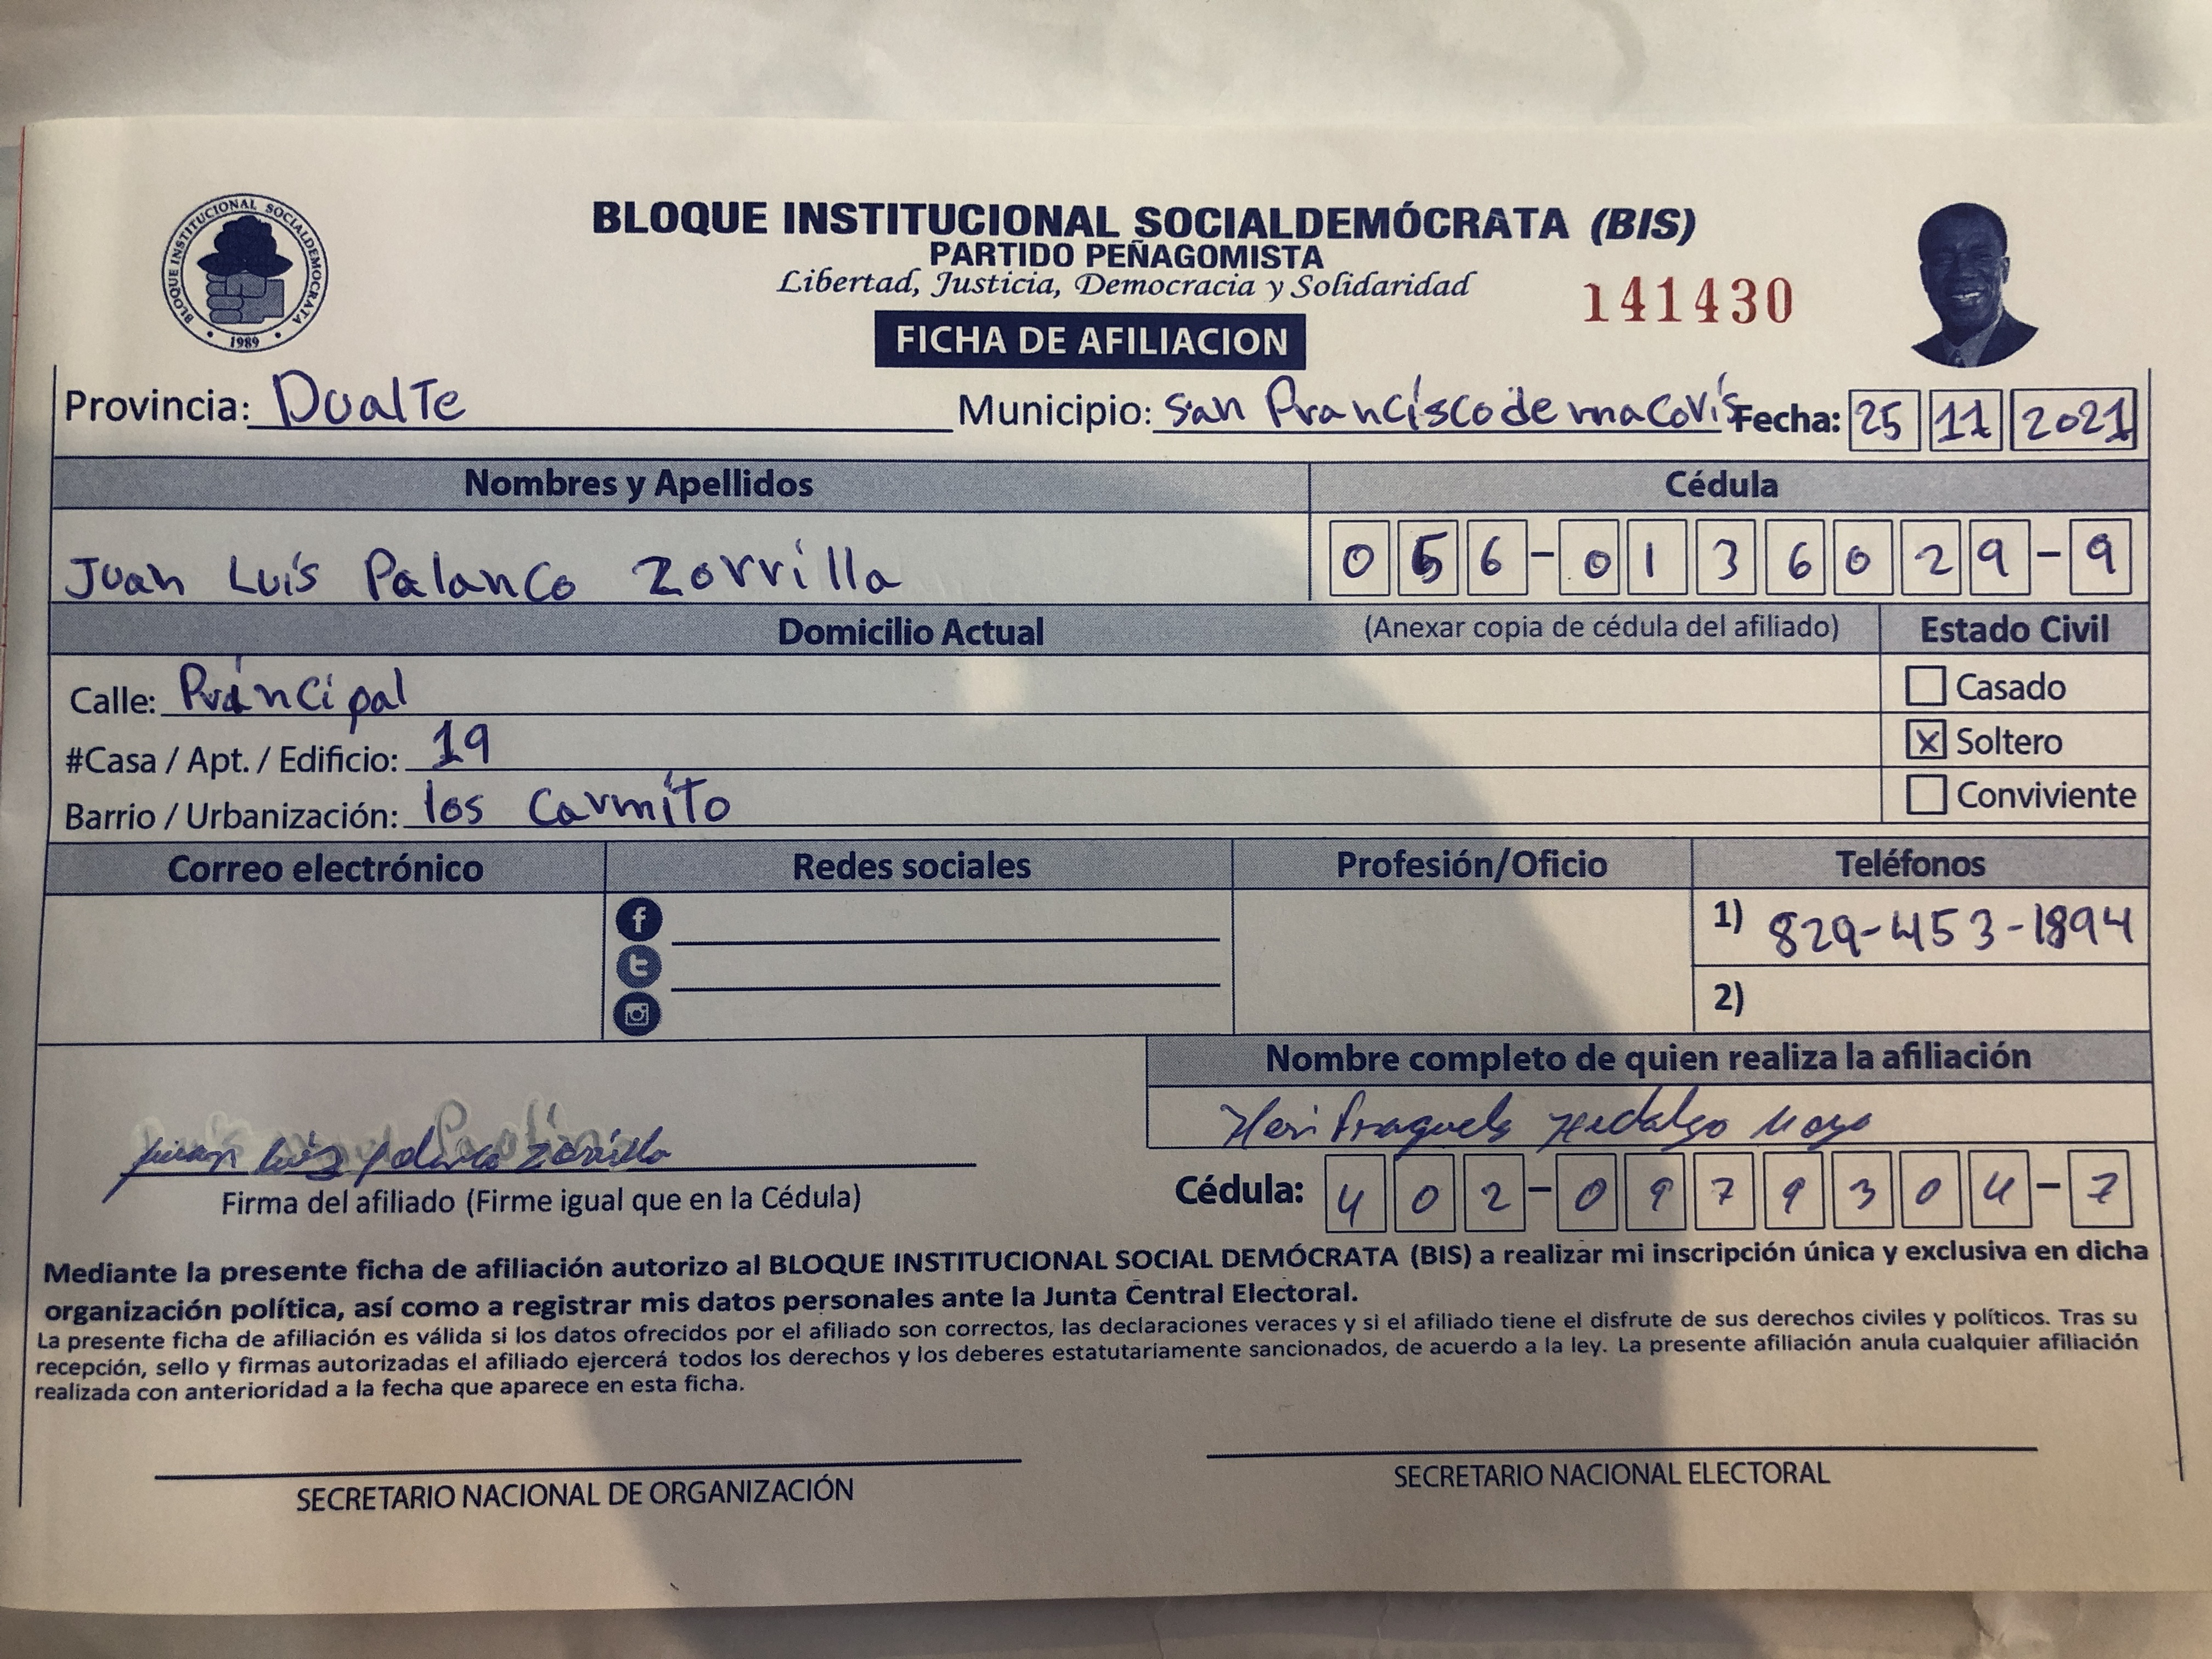 BLOQUE INSTITUCIONAL SOCIALDEMÓCRATA
1989
BLOQUE INSTITUCIONAL SOCIALDEMÓCRATA (BIS)
PARTIDO PEÑAGOMISTA
Libertad, Justicia, Democracia y Solidaridad
141430
FICHA DE AFILIACION
Provincia: Dualte Municipio: San Francisco de macorís Fecha: 25 11 2021
Nombres y Apellidos Cédula
Juan Luis Palanco Zorrilla 056-0136029-9
Domicilio Actual (Anexar copia de cédula del afiliado) Estado Civil
Calle: Principal Casado
#Casa / Apt. / Edificio: 19 X Soltero
Barrio / Urbanización: los Carmito Conviviente
Correo electrónico Redes sociales Profesión/Oficio Teléfonos
1) 829-453-1894
2)
Nombre completo de quien realiza la afiliación
Hidalgo
Juan Luis Zorrilla
Firma del afiliado (Firme igual que en la Cédula) Cédula: 402-0979304-7
Mediante la presente ficha de afiliación autorizo al BLOQUE INSTITUCIONAL SOCIAL DEMÓCRATA (BIS) a realizar mi inscripción única y exclusiva en dicha
organización política, así como a registrar mis datos personales ante la Junta Central Electoral.
La presente ficha de afiliación es válida si los datos ofrecidos por el afiliado son correctos, las declaraciones veraces y si el afiliado tiene el disfrute de sus derechos civiles y políticos. Tras su
recepción, sello y firmas autorizadas el afiliado ejercerá todos los derechos y los deberes estatutariamente sancionados, de acuerdo a la ley. La presente afiliación anula cualquier afiliación
realizada con anterioridad a la fecha que aparece en esta ficha.
SECRETARIO NACIONAL DE ORGANIZACIÓN SECRETARIO NACIONAL ELECTORAL